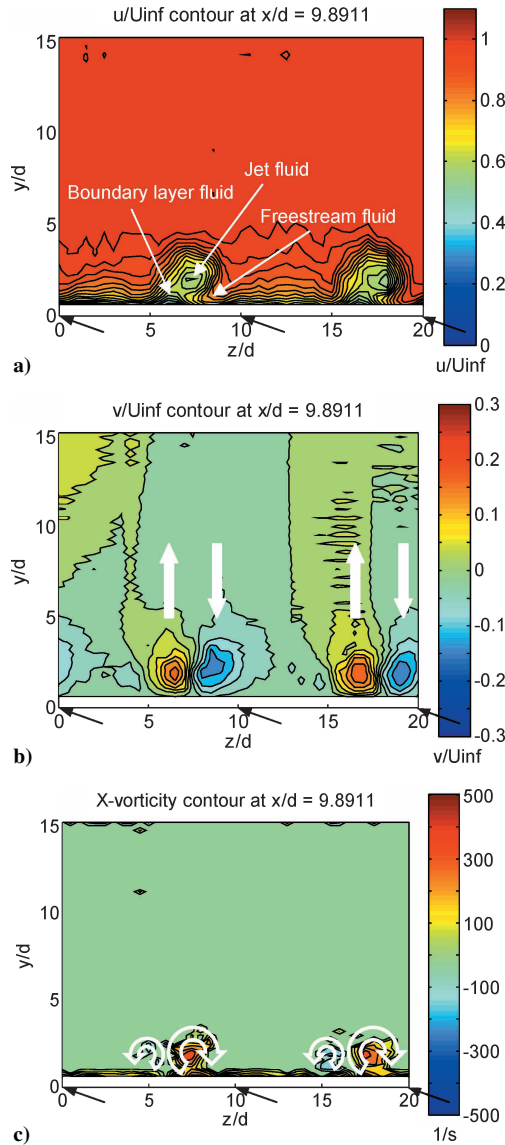 u/Uinf contour at x/d = 9.8911
15
10
5
0
y/d
Boundary layer fluid
Jet fluid
Freestream fluid
0 5 10 15 20
z/d
1
0.8
0.6
0.4
0.2
0
u/Uinf
a)
v/Uinf contour at x/d = 9.8911
15
10
5
0
y/d
0 5 10 15 20
z/d
0.3
0.2
0.1
0
-0.1
-0.2
-0.3
v/Uinf
b)
X-vorticity contour at x/d = 9.8911
15
10
5
0
y/d
0 5 10 15 20
z/d
500
300
100
-100
-300
-500
1/s
c)